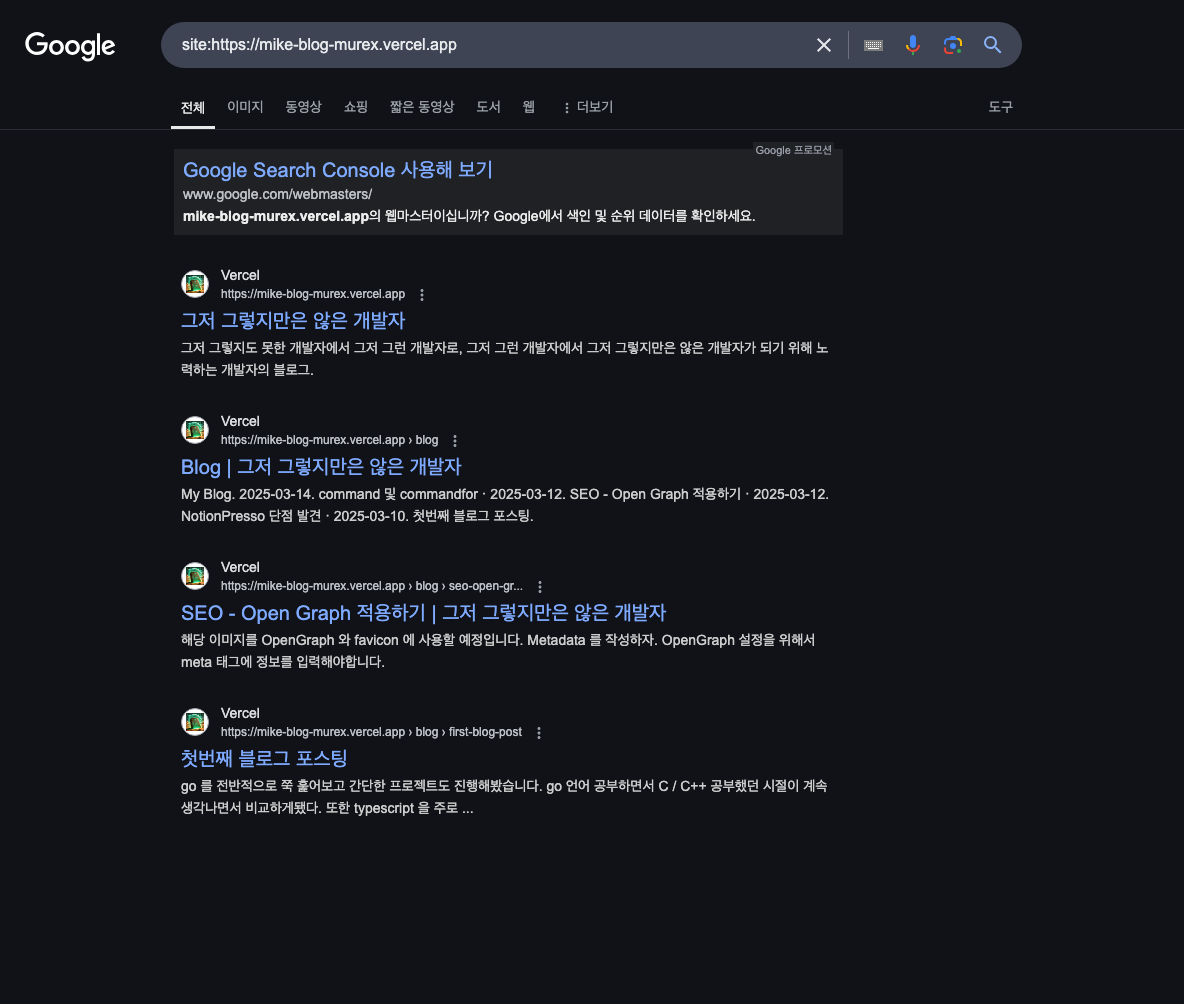 Google
site:https://mike-blog-murex.vercel.app
전체 이미지 동영상 쇼핑 짧은 동영상 도서 웹 더보기 도구
Google 프로모션
Google Search Console 사용해 보기
www.google.com/webmasters/
mike-blog-murex.vercel.app의 웹마스터이십니까? Google에서 색인 및 순위 데이터를 확인하세요.
Vercel
https://mike-blog-murex.vercel.app
그저 그렇지만은 않은 개발자
그저 그렇지도 못한 개발자에서 그저 그런 개발자로, 그저 그런 개발자에서 그저 그렇지만은 않은 개발자가 되기 위해 노
력하는 개발자의 블로그.
Vercel
https://mike-blog-murex.vercel.app › blog
Blog | 그저 그렇지만은 않은 개발자
My Blog. 2025-03-14. command 및 commandfor · 2025-03-12. SEO - Open Graph 적용하기 · 2025-03-12.
NotionPresso 단점 발견 · 2025-03-10. 첫번째 블로그 포스팅.
Vercel
https://mike-blog-murex.vercel.app › blog › seo-open-gr...
SEO - Open Graph 적용하기 | 그저 그렇지만은 않은 개발자
해당 이미지를 OpenGraph 와 favicon 에 사용할 예정입니다. Metadata 를 작성하자. OpenGraph 설정을 위해서
meta 태그에 정보를 입력해야합니다.
Vercel
https://mike-blog-murex.vercel.app › blog › first-blog-post
첫번째 블로그 포스팅
go 를 전반적으로 쭉 훑어보고 간단한 프로젝트도 진행해봤습니다. go 언어 공부하면서 C / C++ 공부했던 시절이 계속
생각나면서 비교하게됐다. 또한 typescript 을 주로 ...